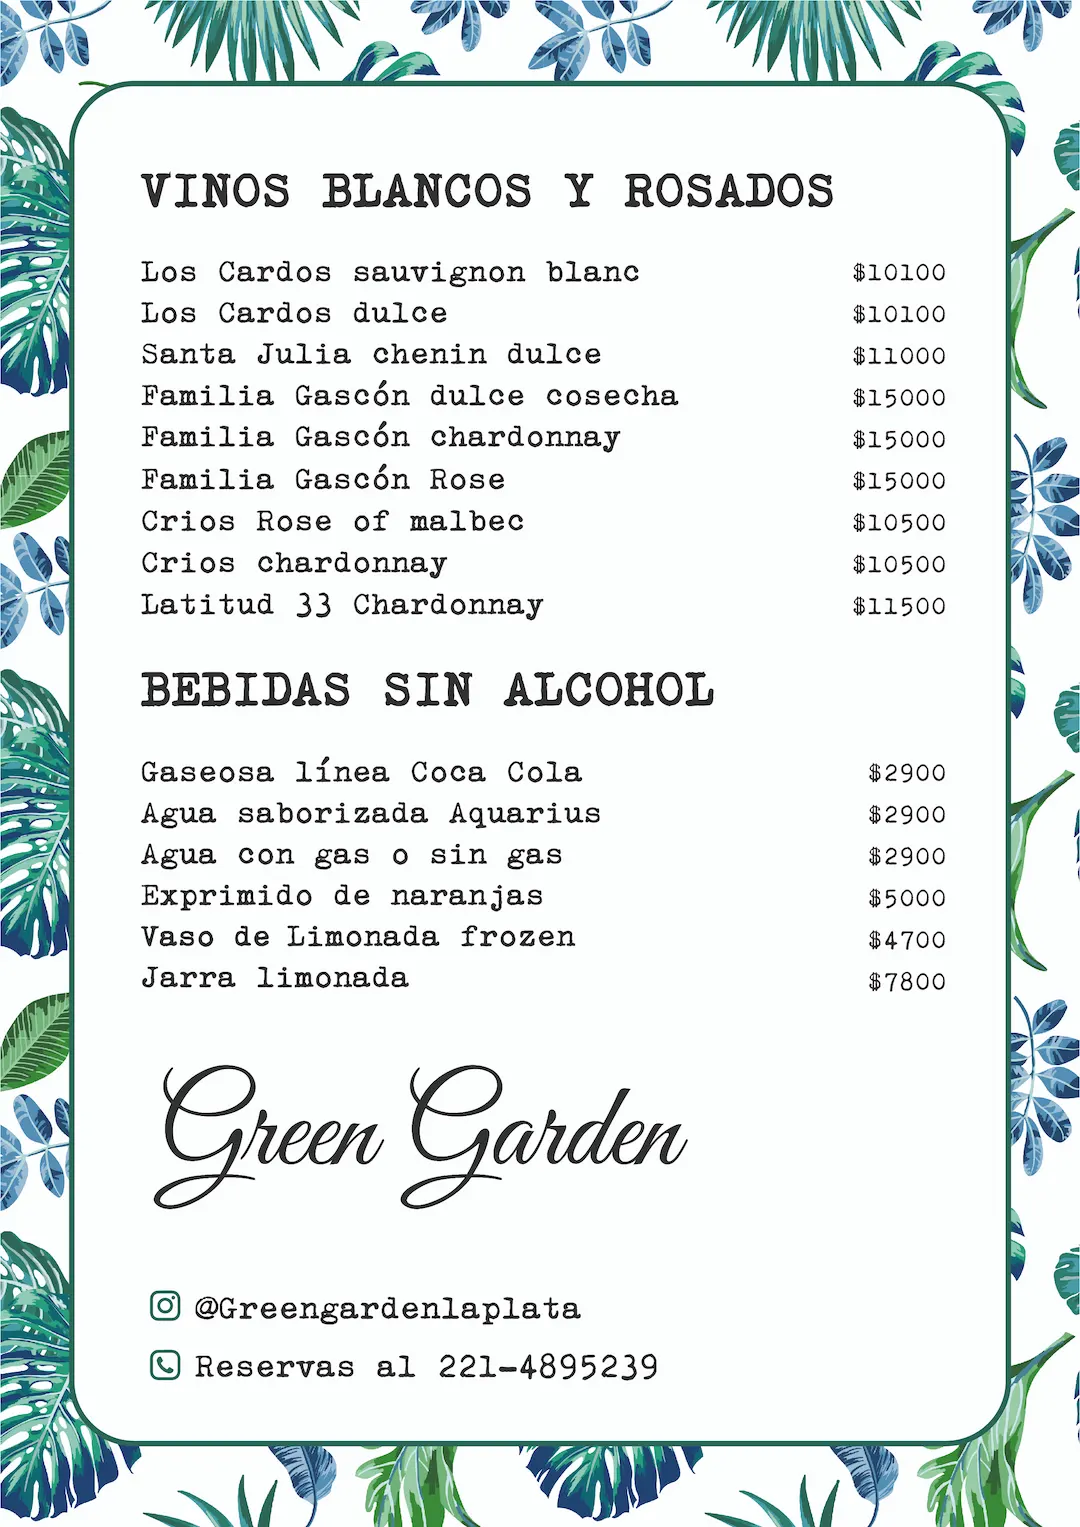 VINOS BLANCOS Y ROSADOS
Los Cardos sauvignon blanc $10100
Los Cardos dulce $10100
Santa Julia chenin dulce $11000
Familia Gascón dulce cosecha $15000
Familia Gascón chardonnay $15000
Familia Gascón Rose $15000
Crios Rose of malbec $10500
Crios chardonnay $10500
Latitud 33 Chardonnay $11500
BEBIDAS SIN ALCOHOL
Gaseosa línea Coca Cola $2900
Agua saborizada Aquarius $2900
Agua con gas o sin gas $2900
Exprimido de naranjas $5000
Vaso de Limonada frozen $4700
Jarra limonada $7800
Green Garden
@Greengardenlaplata
Reservas al 221-4895239